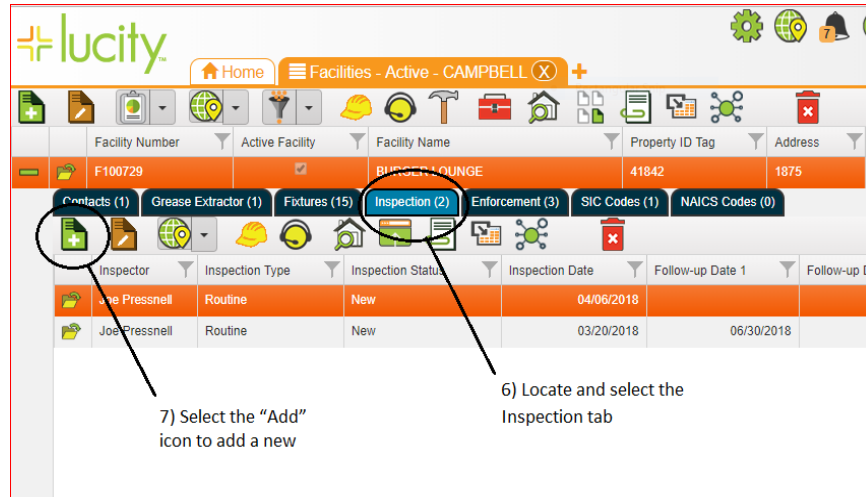 lucity™
7
Home
Facilities - Active - CAMPBELL X +
Facility Number Active Facility Facility Name Property ID Tag Address
F100729 BURGER LOUNGE 41842 1875
Contacts (1) Grease Extractor (1) Fixtures (15) Inspection (2) Enforcement (3) SIC Codes (1) NAICS Codes (0)
Inspector Inspection Type Inspection Status Inspection Date Follow-up Date 1 Follow-up D
Joe Pressnell Routine New 04/06/2018
Joe Pressnell Routine New 03/20/2018 06/30/2018
6) Locate and select the
Inspection tab
7) Select the “Add”
icon to add a new